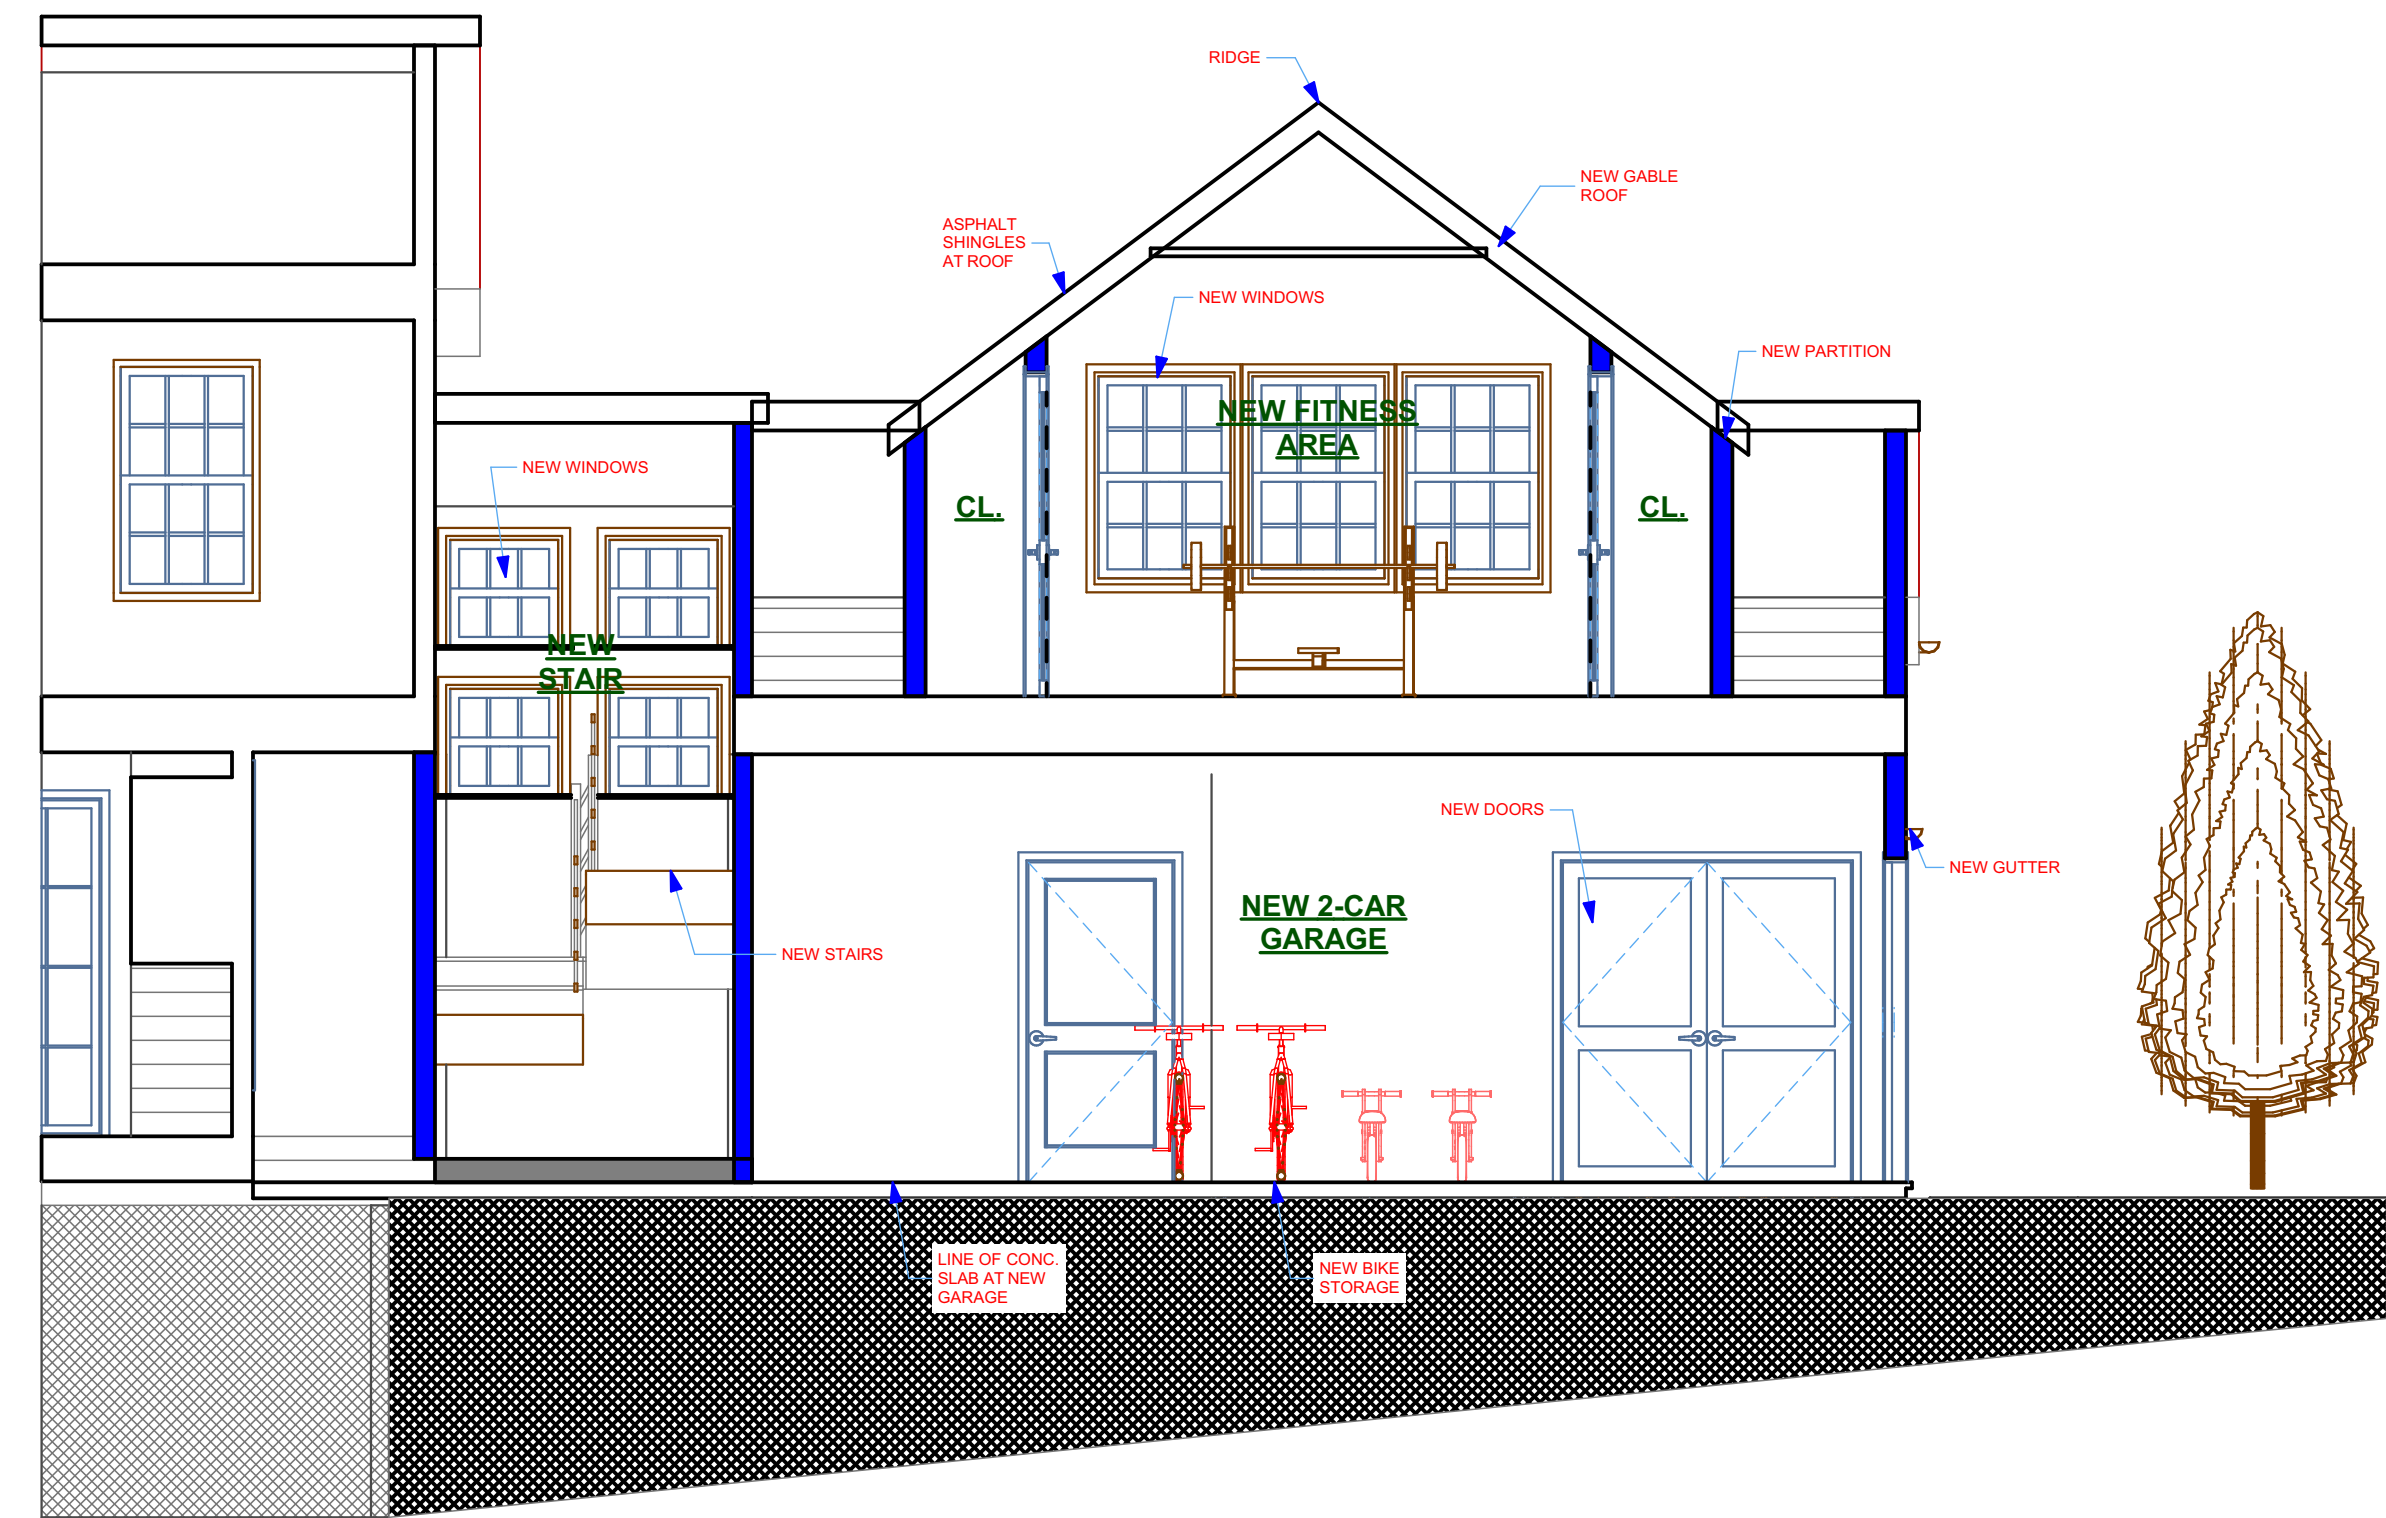 RIDGE
NEW GABLE
ROOF
ASPHALT
SHINGLES
AT ROOF
NEW WINDOWS
NEW PARTITION
NEW FITNESS
AREA
NEW WINDOWS
CL.
CL.
NEW
STAIR
NEW DOORS
NEW GUTTER
NEW 2-CAR
GARAGE
NEW STAIRS
LINE OF CONC.
SLAB AT NEW
GARAGE
NEW BIKE
STORAGE